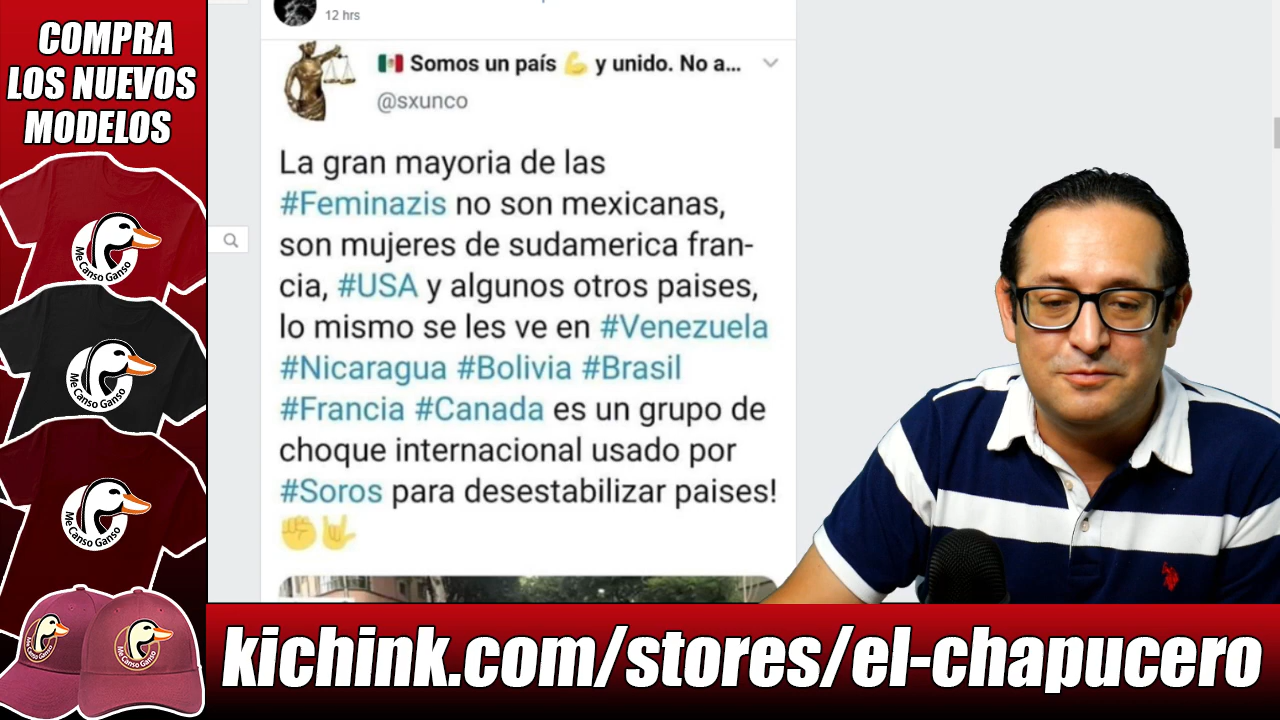 COMPRA
LOS NUEVOS
MODELOS
Me Canso Ganso
Me Canso Ganso
Me Canso Ganso
Me Canso Ganso
Me Canso Ganso
12 hrs
Somos un país 💪 y unido. No a...
@sxunco
La gran mayoria de las
#Feminazis no son mexicanas,
son mujeres de sudamerica fran-
cia, #USA y algunos otros paises,
lo mismo se les ve en #Venezuela
#Nicaragua #Bolivia #Brasil
#Francia #Canada es un grupo de
choque internacional usado por
#Soros para desestabilizar paises!
kichink.com/stores/el-chapucero